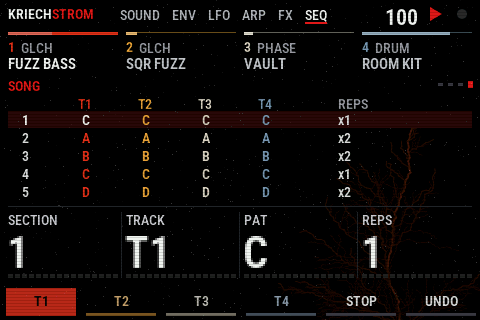 KRIECHSTROM SOUND ENV LFO ARP FX SEQ 100
1 GLCH 2 GLCH 3 PHASE 4 DRUM
FUZZ BASS SQR FUZZ VAULT ROOM KIT
SONG
T1 T2 T3 T4 REPS
1 C C C C x1
2 A A A A x2
3 B B B B x2
4 C C C C x1
5 D D D D x2
SECTION TRACK PAT REPS
1 T1 C 1
T1 T2 T3 T4 STOP UNDO